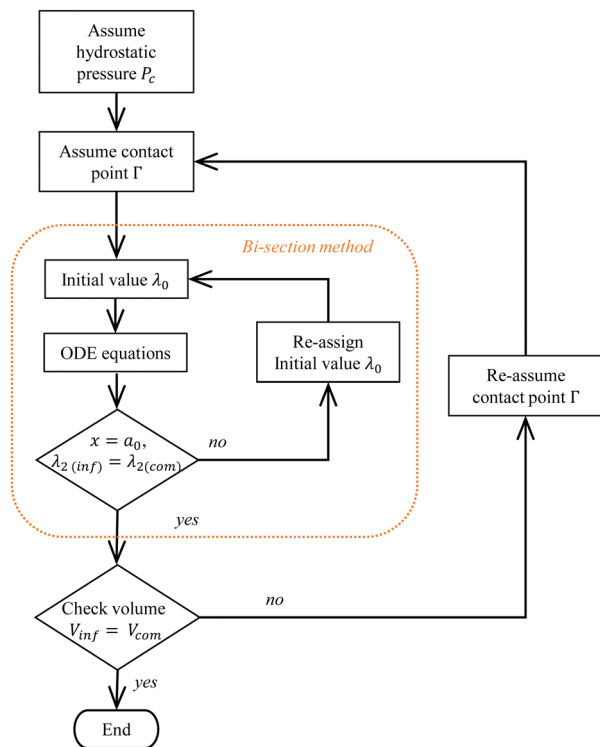 Assume
hydrostatic
pressure P_c
Assume contact
point Γ
Bi-section method
Initial value λ_0
ODE equations
Re-assign
Initial value λ_0
Re-assume
contact point Γ
x = a_0,
λ_2 (inf) = λ_2(com)
no
yes
Check volume
V_inf = V_com
no
yes
End